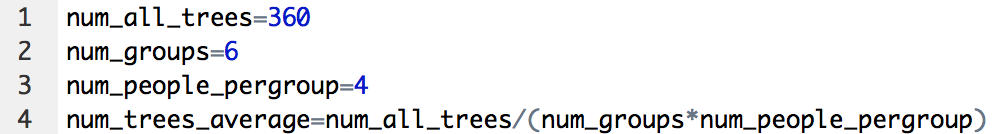 1 num_all_trees=360
2 num_groups=6
3 num_people_pergroup=4
4 num_trees_average=num_all_trees/(num_groups*num_people_pergroup)